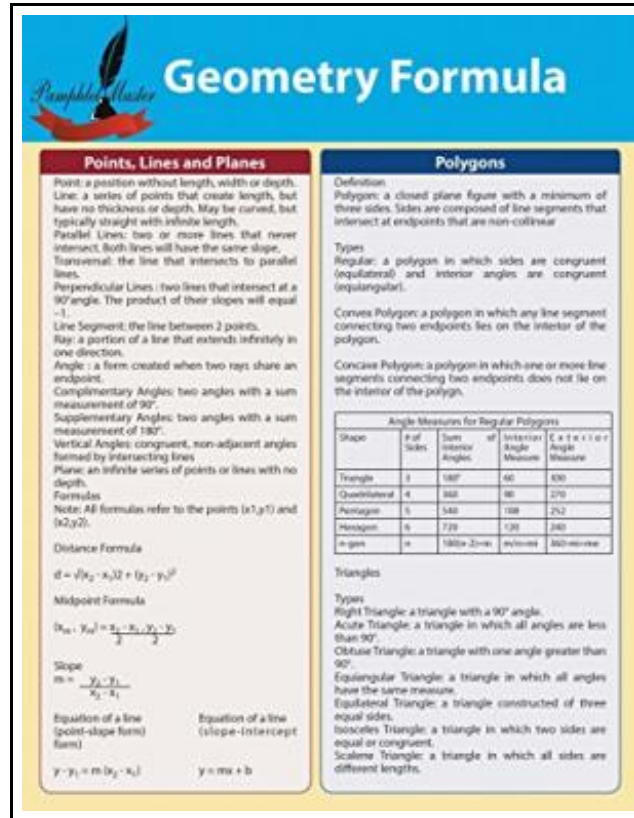 Pamphlet Master
Geometry Formula
Points, Lines and Planes
Point: a position without length, width or depth.
Line: a series of points that create length, but
have no thickness or depth. May be curved, but
typically straight with infinite length.
Parallel Lines: two or more lines that never
intersect. Both lines will have the same slope.
Transversal: the line that intersects to parallel
lines.
Perpendicular Lines : two lines that intersect at a
90°angle. The product of their slopes will equal
-1.
Line Segment: the line between 2 points.
Ray: a portion of a line that extends infinitely in
one direction.
Angle : a form created when two rays share an
endpoint.
Complimentary Angles: two angles with a sum
measurement of 90°.
Supplementary Angles: two angles with a sum
measurement of 180°.
Vertical Angles: congruent, non-adjacent angles
formed by intersecting lines
Plane: an infinite series of points or lines with no
depth.
Formulas
Note: All formulas refer to the points (x1,y1) and
(x2,y2).
Distance Formula
d = √(x₂ - x₁)2 + (y₂ - y₁)²
Midpoint Formula
(xₘ , yₘ) = x₂ - x₁ , y₂ - y₁
2 2
Slope
m = y₂ - y₁
x₂ - x₁
Equation of a line
(point-slope form)
form)
y - y₁ = m (x₂ - x₁)
Equation of a line
(slope-intercept
y = mx + b
Polygons
Definition
Polygon: a closed plane figure with a minimum of
three sides. Sides are composed of line segments that
intersect at endpoints that are non-collinear
Types
Regular: a polygon in which sides are congruent
(equilateral) and interior angles are congruent
(equiangular).
Convex Polygon: a polygon in which any line segment
connecting two endpoints lies on the interior of the
polygon.
Concave Polygon: a polygon in which one or more line
segments connecting two endpoints does not lie on
the interior of the polygn.
Angle Measures for Regular Polygons
Shape # of Sides Sum of Interior Angles Interior Angle Measure Exterior Angle Measure
Triangle 3 180° 60
Quadrilateral 4 360 90 270
Pentagon 5 540 108 252
Hexagon 6 720 120 240
n-gon n
Triangles
Types
Right Triangle: a triangle with a 90° angle.
Acute Triangle: a triangle in which all angles are less
than 90°.
Obtuse Triangle: a triangle with one angle greater than
90°.
Equiangular Triangle: a triangle in which all angles
have the same measure.
Equilateral Triangle: a triangle constructed of three
equal sides.
Isosceles Triangle: a triangle in which two sides are
equal or congruent.
Scalene Triangle: a triangle in which all sides are
different lengths.